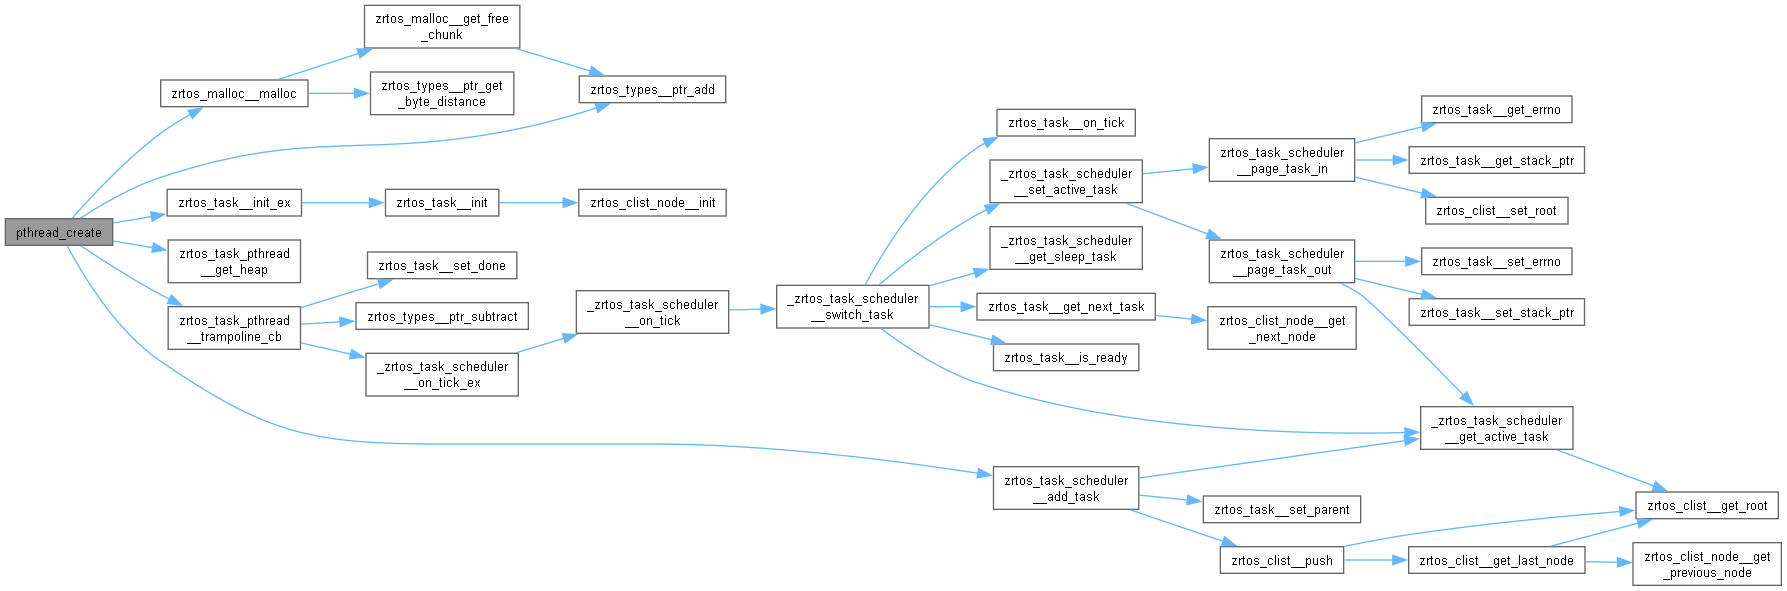 pthread_create
zrtos_malloc__malloc
zrtos_malloc__get_free
_chunk
zrtos_types__ptr_get
_byte_distance
zrtos_types__ptr_add
zrtos_task__init_ex
zrtos_task__init
zrtos_clist_node__init
zrtos_task_pthread
__get_heap
zrtos_task_pthread
__trampoline_cb
zrtos_task__set_done
zrtos_types__ptr_subtract
_zrtos_task_scheduler
__on_tick_ex
_zrtos_task_scheduler
__on_tick
_zrtos_task_scheduler
__switch_task
zrtos_task__on_tick
_zrtos_task_scheduler
__set_active_task
_zrtos_task_scheduler
__get_sleep_task
zrtos_task__get_next_task
zrtos_task__is_ready
zrtos_task_scheduler
__page_task_in
zrtos_task__get_errno
zrtos_task__get_stack_ptr
zrtos_clist__set_root
zrtos_task_scheduler
__page_task_out
zrtos_task__set_errno
zrtos_task__set_stack_ptr
zrtos_clist_node__get
_next_node
_zrtos_task_scheduler
__get_active_task
zrtos_task_scheduler
__add_task
zrtos_task__set_parent
zrtos_clist__push
zrtos_clist__get_last_node
zrtos_clist__get_root
zrtos_clist_node__get
_previous_node